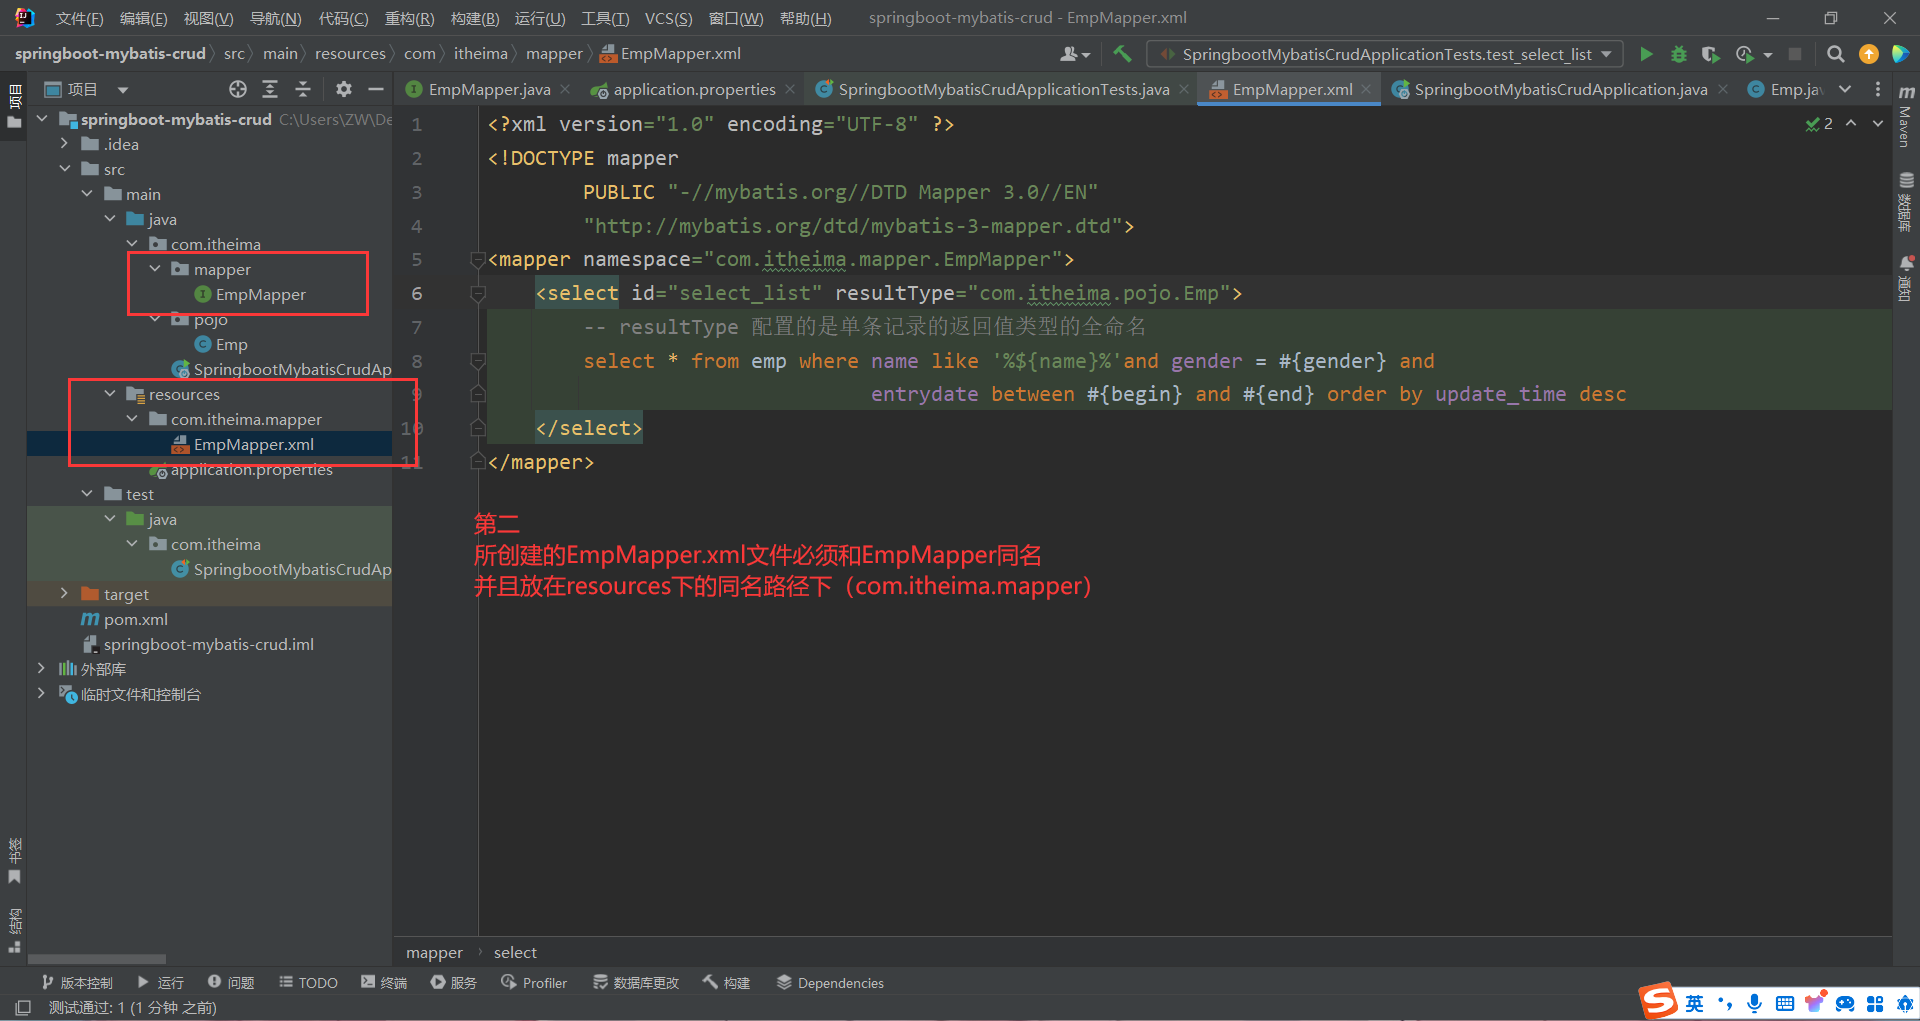 文件(F) 编辑(E) 视图(V) 导航(N) 代码(C) 重构(R) 构建(B) 运行(U) 工具(T) VCS(S) 窗口(W) 帮助(H) springboot-mybatis-crud - EmpMapper.xml
springboot-mybatis-crud src main resources com itheima mapper EmpMapper.xml SpringbootMybatisCrudApplicationTests.test_select_list
项目
项目
EmpMapper.java application.properties SpringbootMybatisCrudApplicationTests.java EmpMapper.xml SpringbootMybatisCrudApplication.java Emp.ja
springboot-mybatis-crud C:\Users\ZW\De
.idea
src
main
java
com.itheima
mapper
EmpMapper
pojo
Emp
SpringbootMybatisCrudAp
resources
com.itheima.mapper
EmpMapper.xml
application.properties
test
java
com.itheima
SpringbootMybatisCrudAp
target
pom.xml
springboot-mybatis-crud.iml
外部库
临时文件和控制台
1 <?xml version="1.0" encoding="UTF-8" ?>
2 <!DOCTYPE mapper
3 PUBLIC "-//mybatis.org//DTD Mapper 3.0//EN"
4 "http://mybatis.org/dtd/mybatis-3-mapper.dtd">
5 <mapper namespace="com.itheima.mapper.EmpMapper">
6 <select id="select_list" resultType="com.itheima.pojo.Emp">
7 -- resultType 配置的是单条记录的返回值类型的全命名
8 select * from emp where name like '%${name}%'and gender = #{gender} and
9 entrydate between #{begin} and #{end} order by update_time desc
10 </select>
11 </mapper>
2
第二
所创建的EmpMapper.xml文件必须和EmpMapper同名
并且放在resources下的同名路径下（com.itheima.mapper）
m
Maven
数据库
通知
书签
结构
mapper select
版本控制 运行 问题 TODO 终端 服务 Profiler 数据库更改 构建 Dependencies
测试通过: 1 (1 分钟 之前)
S 英